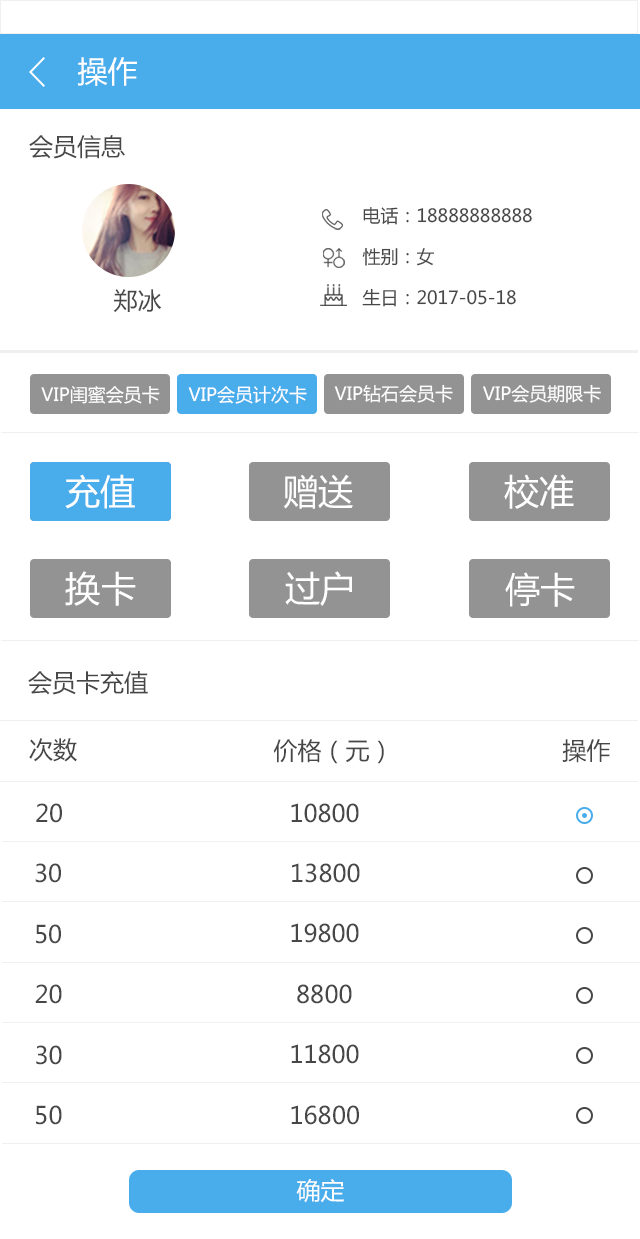 操作
会员信息
电话：18888888888
性别：女
郑冰
生日：2017-05-18
VIP闺蜜会员卡 VIP会员计次卡 VIP钻石会员卡 VIP会员期限卡
充值 赠送 校准
换卡 过户 停卡
会员卡充值
次数 价格（元） 操作
20 10800
30 13800
50 19800
20 8800
30 11800
50 16800
确定